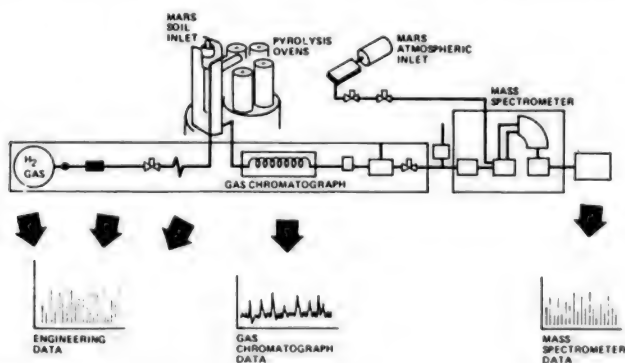 MARS
SOIL
INLET
PYROLYSIS
OVENS
MARS
ATMOSPHERIC
INLET
MASS
SPECTROMETER
H₂
GAS
GAS CHROMATOGRAPH
ENGINEERING
DATA
GAS
CHROMATOGRAPH
DATA
MASS
SPECTROMETER
DATA